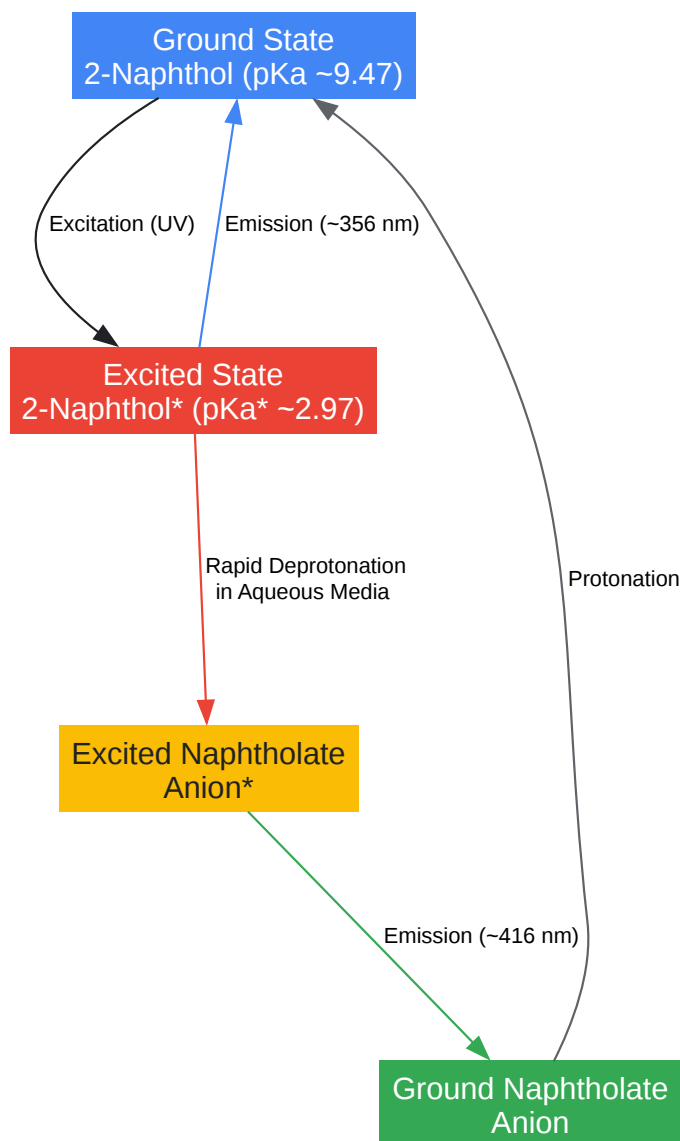 Ground State
2-Naphthol (pKa ~9.47)
Excitation (UV)
Emission (~356 nm)
Excited State
2-Naphthol* (pKa* ~2.97)
Rapid Deprotonation
in Aqueous Media
Protonation
Excited Naphtholate
Anion*
Emission (~416 nm)
Ground Naphtholate
Anion